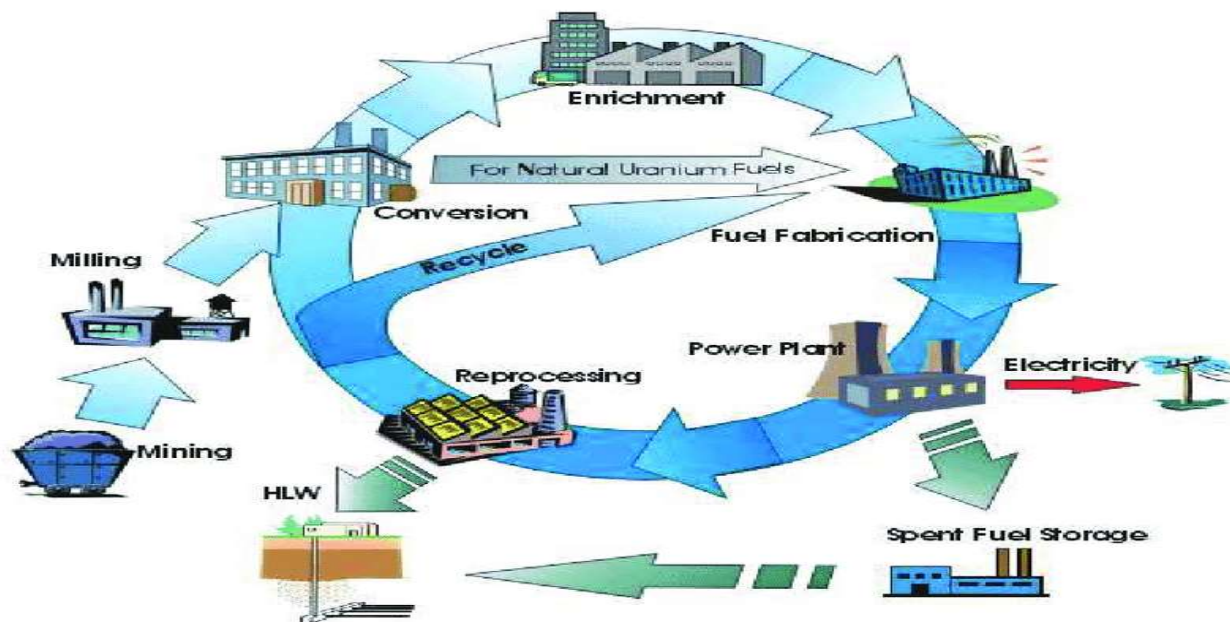 Enrichment
For Natural Uranium Fuels
Conversion
Fuel Fabrication
Recycle
Milling
Power Plant
Electricity
Reprocessing
Mining
HLW
Spent Fuel Storage